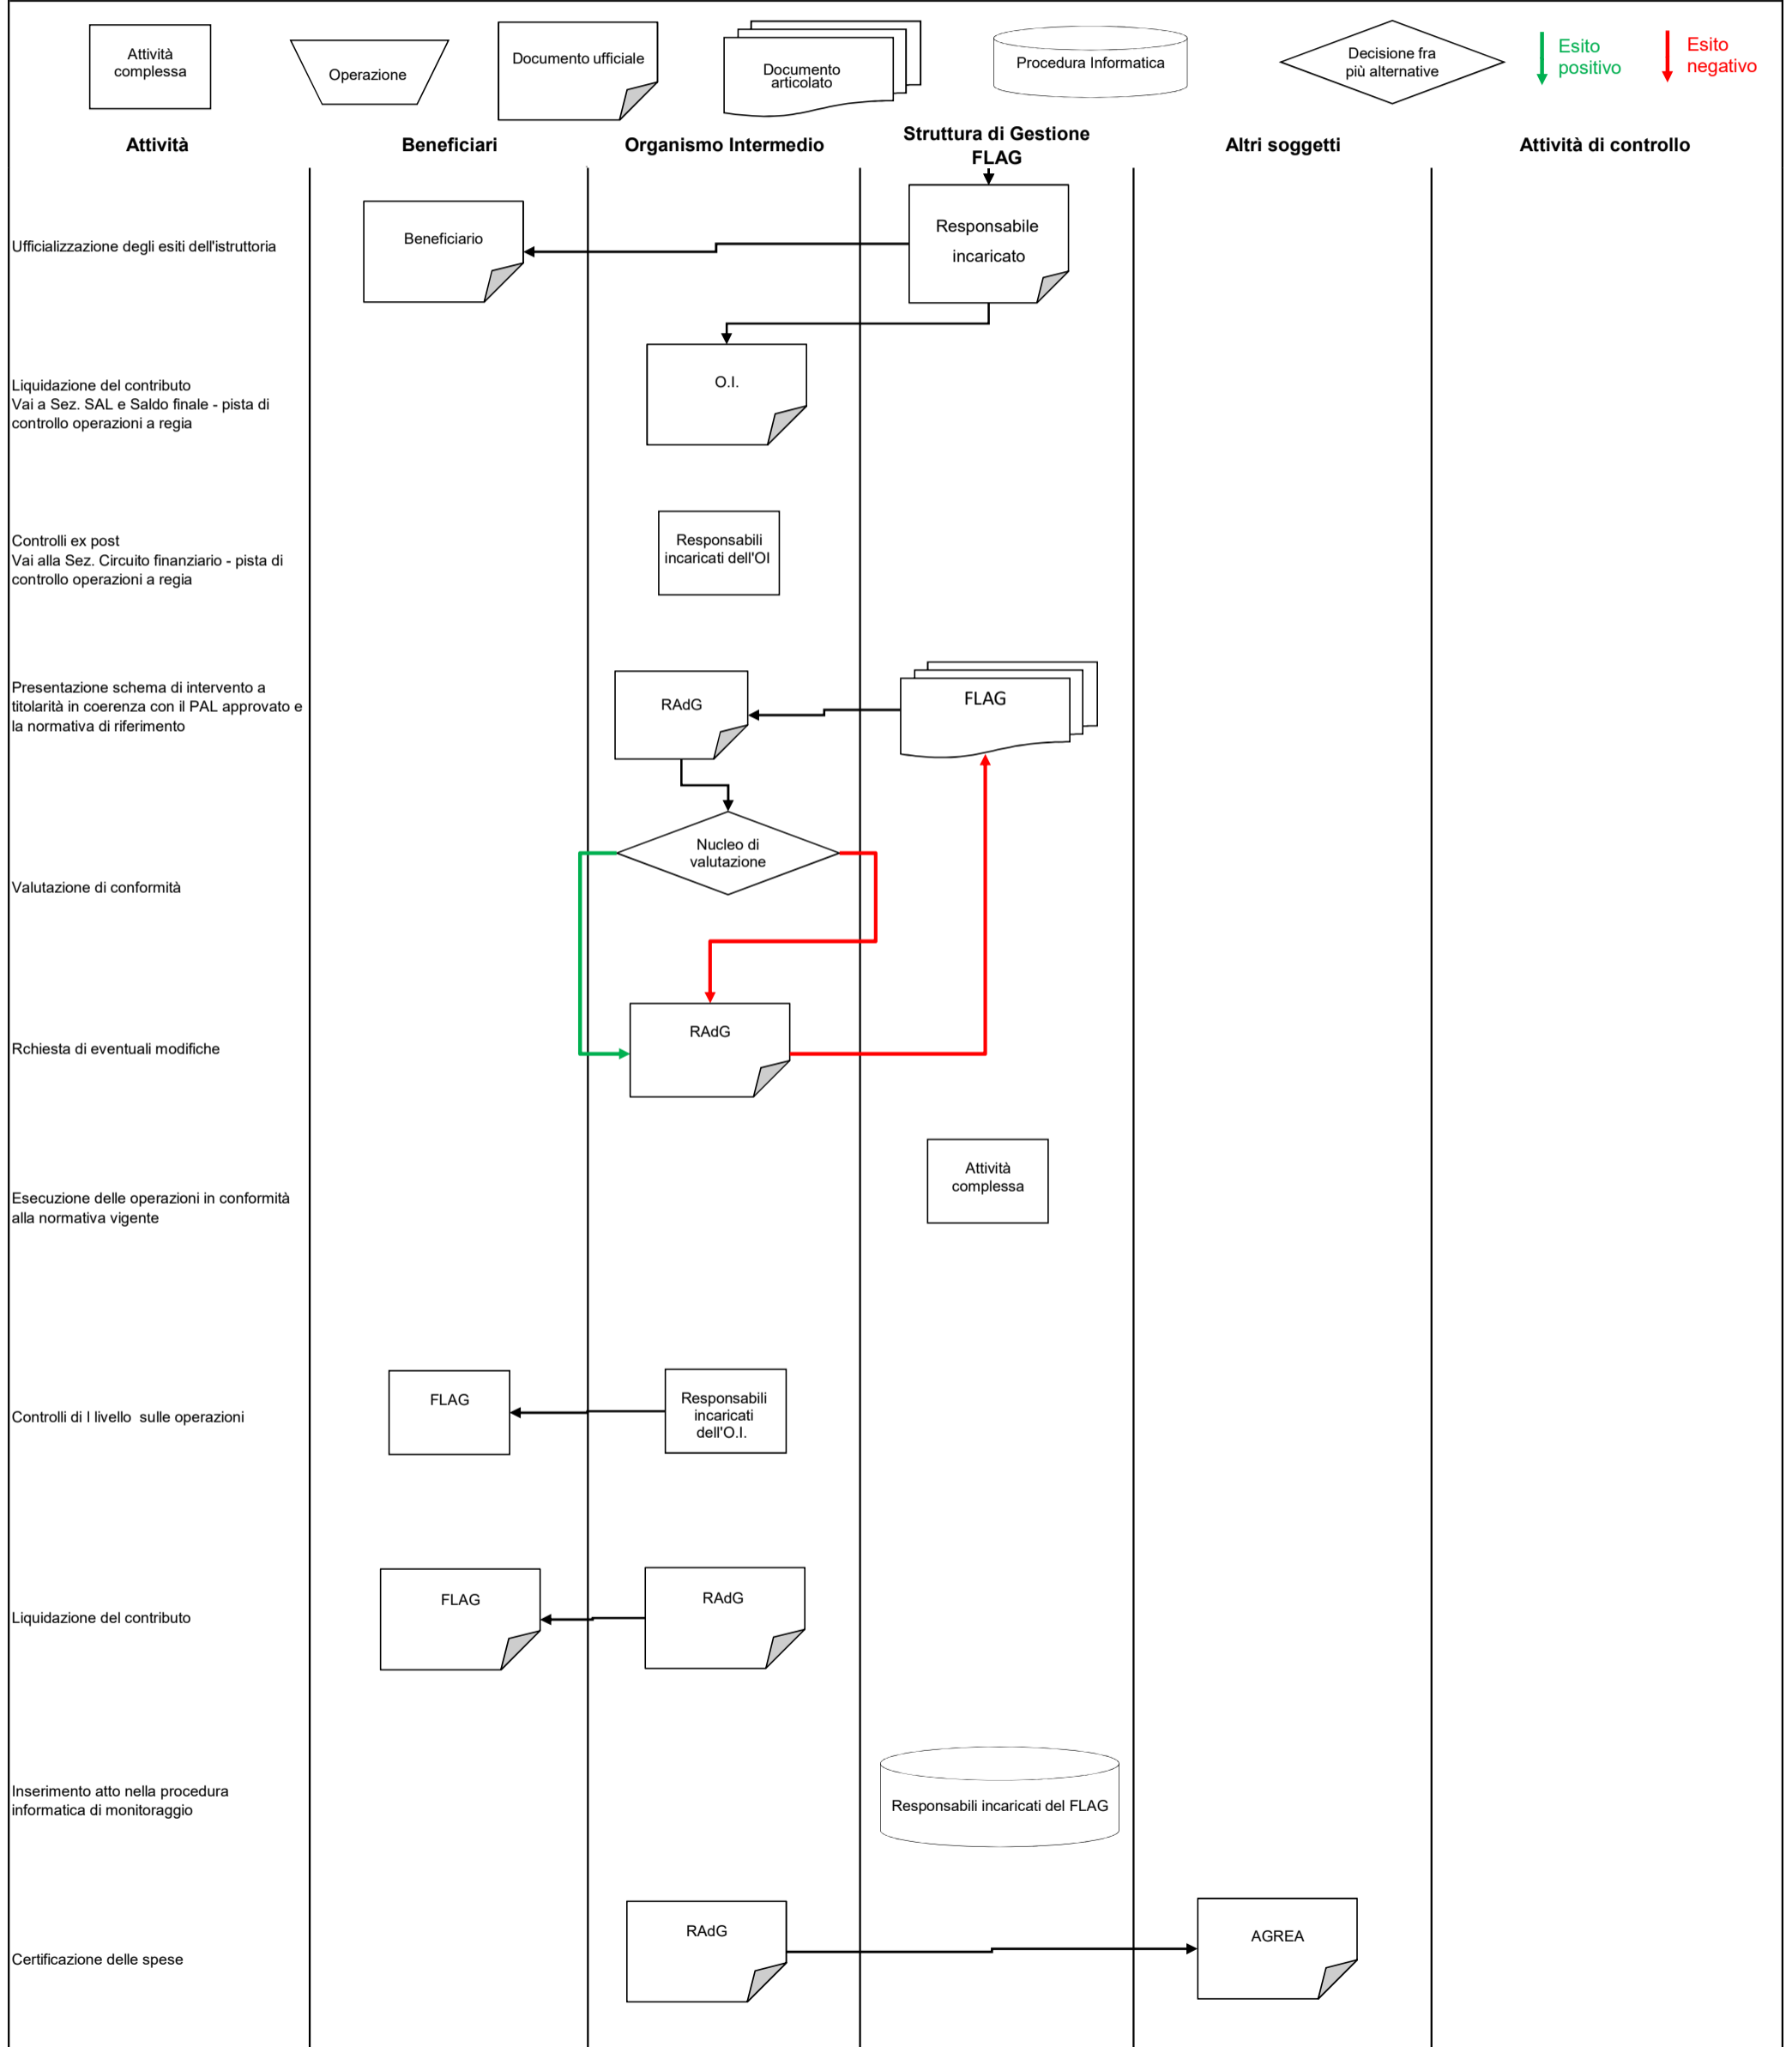 Attività
complessa
Operazione
Documento ufficiale
Documento
articolato
Procedura Informatica
Decisione fra
più alternative
Esito
positivo
Esito
negativo
Attività
Beneficiari
Organismo Intermedio
Struttura di Gestione
FLAG
Altri soggetti
Attività di controllo
Ufficializzazione degli esiti dell'istruttoria
Beneficiario
Responsabile
incaricato
Liquidazione del contributo
Vai a Sez. SAL e Saldo finale - pista di
controllo operazioni a regia
O.I.
Controlli ex post
Vai alla Sez. Circuito finanziario - pista di
controllo operazioni a regia
Responsabili
incaricati dell'OI
Presentazione schema di intervento a
titolarità in coerenza con il PAL approvato e
la normativa di riferimento
RAdG
FLAG
Valutazione di conformità
Nucleo di
valutazione
Rchiesta di eventuali modifiche
RAdG
Esecuzione delle operazioni in conformità
alla normativa vigente
Attività
complessa
Controlli di I livello  sulle operazioni
FLAG
Responsabili
incaricati
dell'O.I.
Liquidazione del contributo
FLAG
RAdG
Inserimento atto nella procedura
informatica di monitoraggio
Responsabili incaricati del FLAG
Certificazione delle spese
RAdG
AGREA